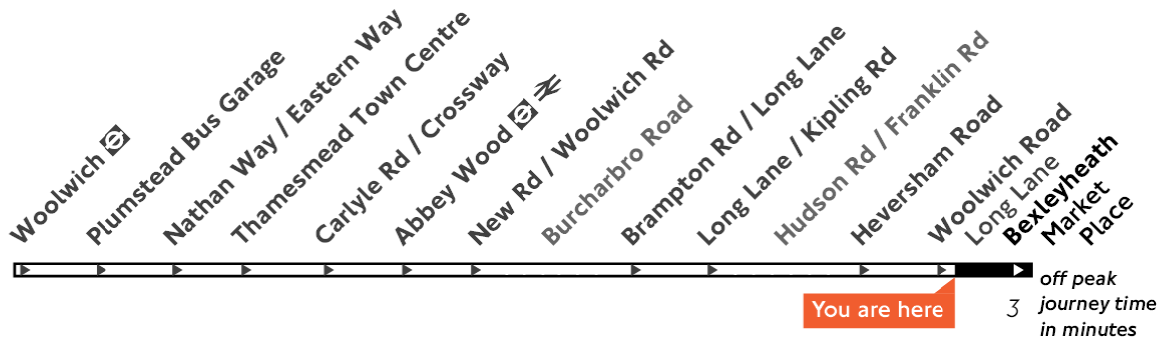 Woolwich
Plumstead Bus Garage
Nathan Way / Eastern Way
Thamesmead Town Centre
Carlyle Rd / Crossway
Abbey Wood
New Rd / Woolwich Rd
Burcharbro Road
Brampton Rd / Long Lane
Long Lane / Kipling Rd
Hudson Rd / Franklin Rd
Heversham Road
Woolwich Road
Long Lane
Bexleyheath
Market
Place
You are here
3
off peak
journey time
in minutes